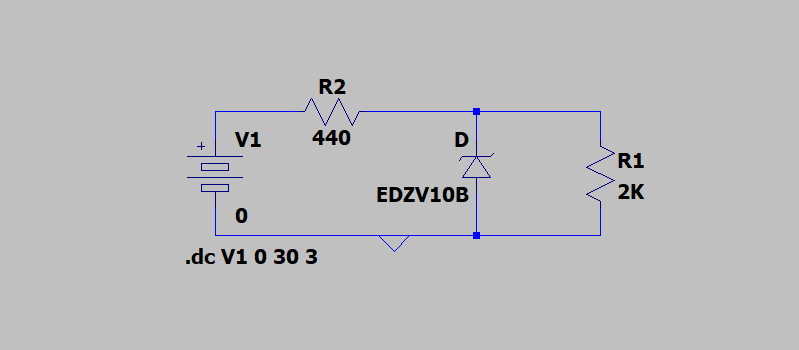 R2
440
+
V1
0
D
EDZV10B
R1
2K
.dc V1 0 30 3